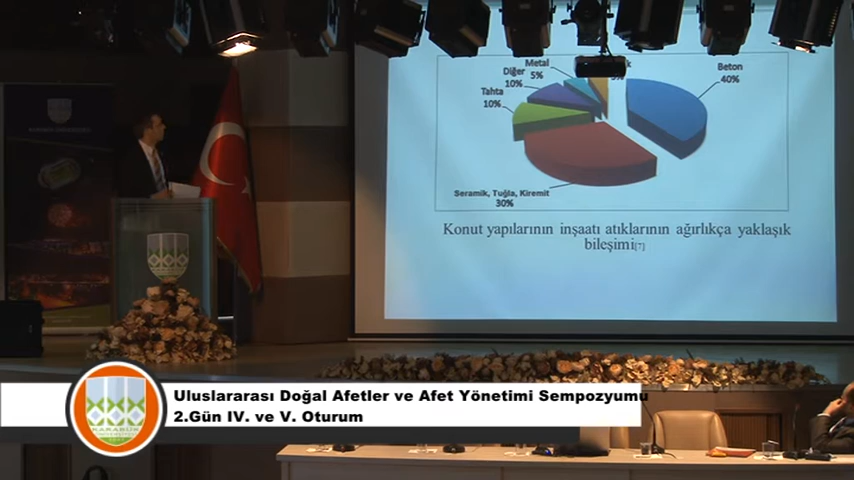 Metal
5%
Diğer
10%
Tahta
10%
Beton
40%
Seramik, Tuğla, Kiremit
30%
Konut yapılarının inşaatı atıklarının ağırlıkça yaklaşık
bileşimi[7]
Uluslararası Doğal Afetler ve Afet Yönetimi Sempozyumu
2.Gün IV. ve V. Oturum
KARABÜK